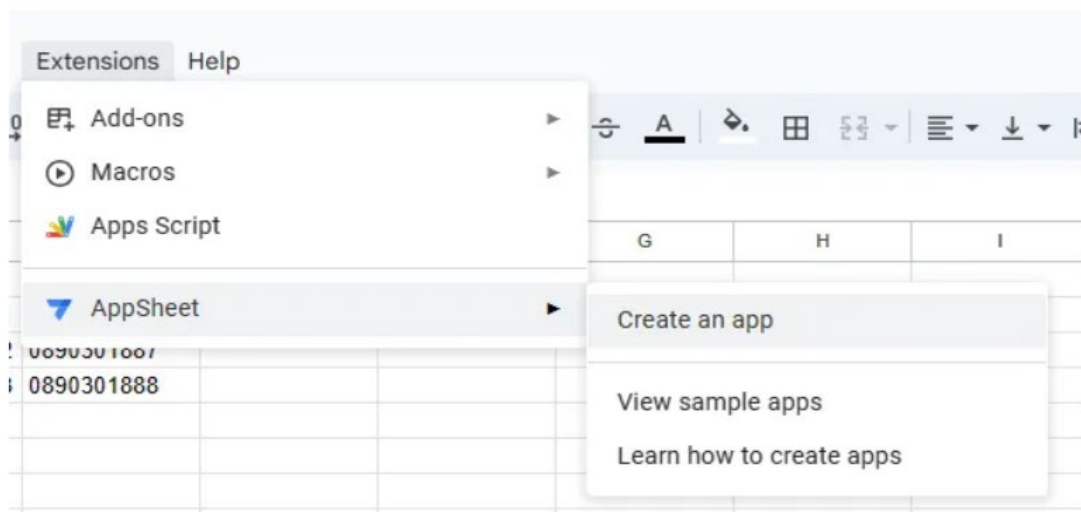 Extensions Help
Add-ons
A
Macros
Apps Script
G H I
AppSheet
Create an app
0890301887
0890301888
View sample apps
Learn how to create apps